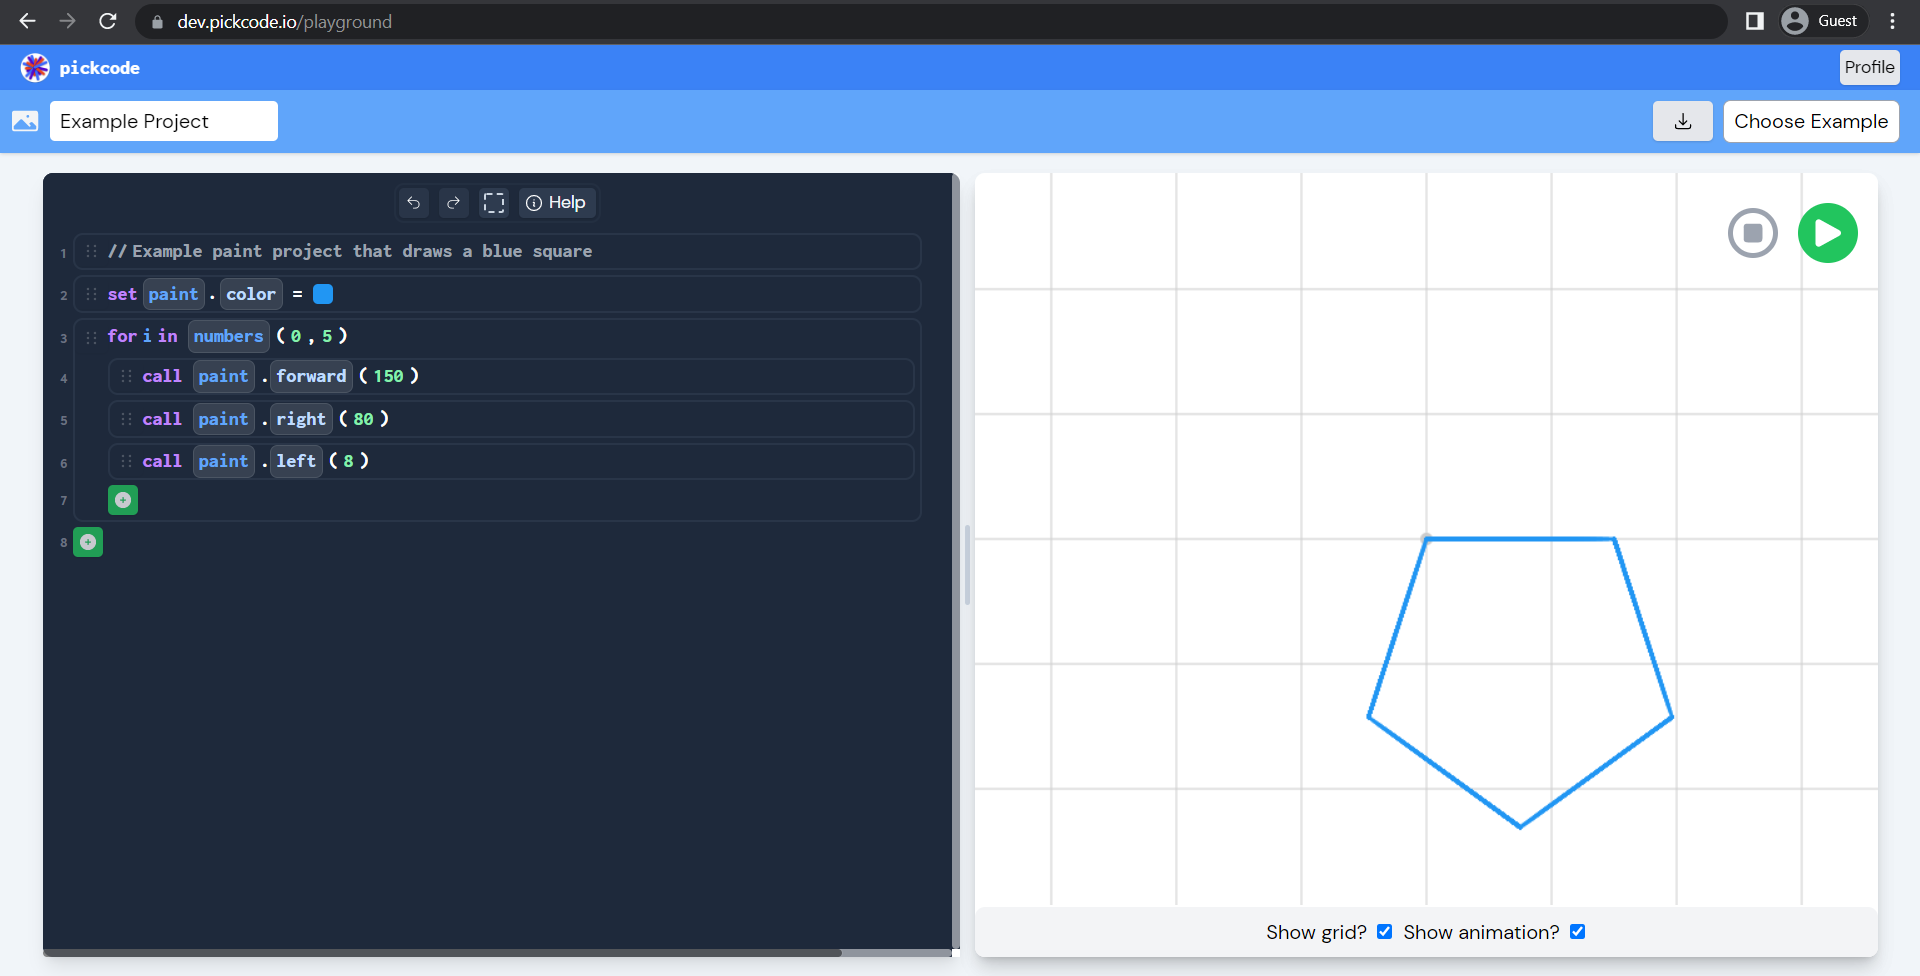 dev.pickcode.io/playground
Guest
pickcode
Profile
Example Project
Choose Example
Help
1 // Example paint project that draws a blue square
2 set paint . color =
3 for i in numbers ( 0 , 5 )
4 call paint . forward ( 150 )
5 call paint . right ( 80 )
6 call paint . left ( 8 )
7
8
Show grid? Show animation?